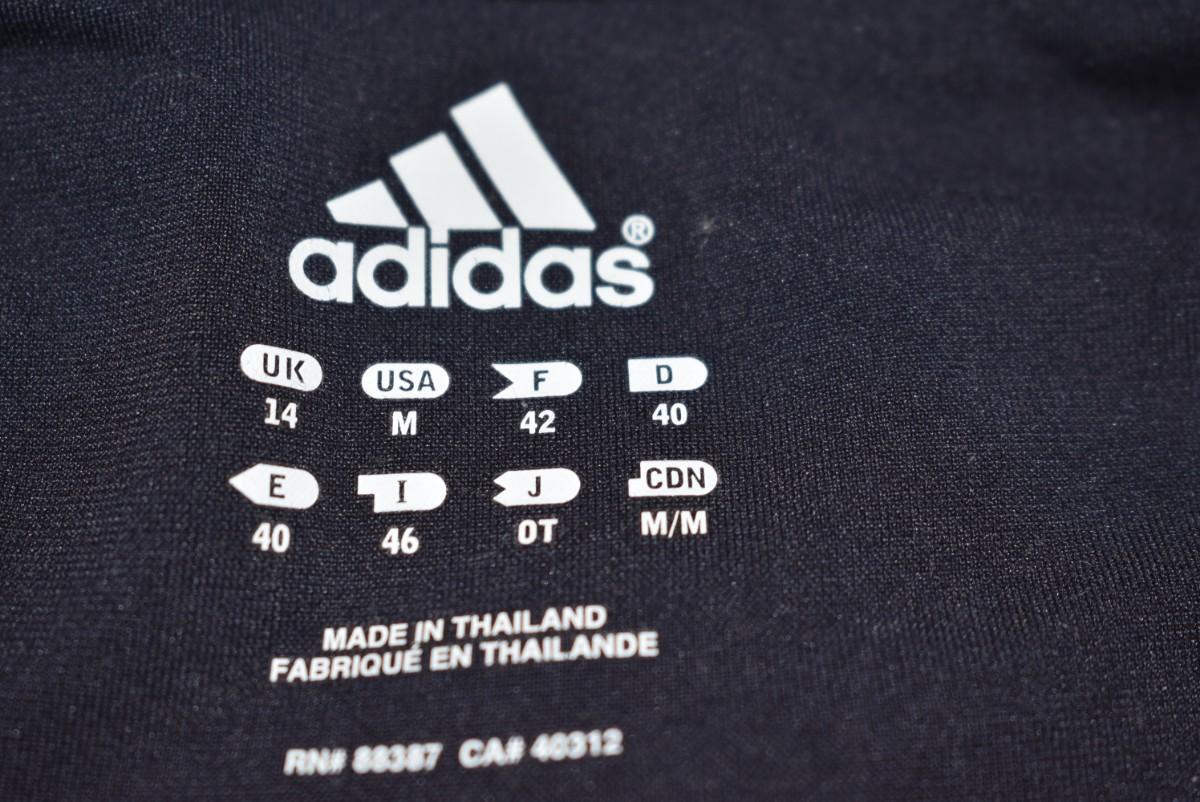 adidas®
UK USA F D
14 M 42 40
E I J CDN
40 46 OT M/M
MADE IN THAILAND
FABRIQUÉ EN THAILANDE
RN# 88387 CA# 40312